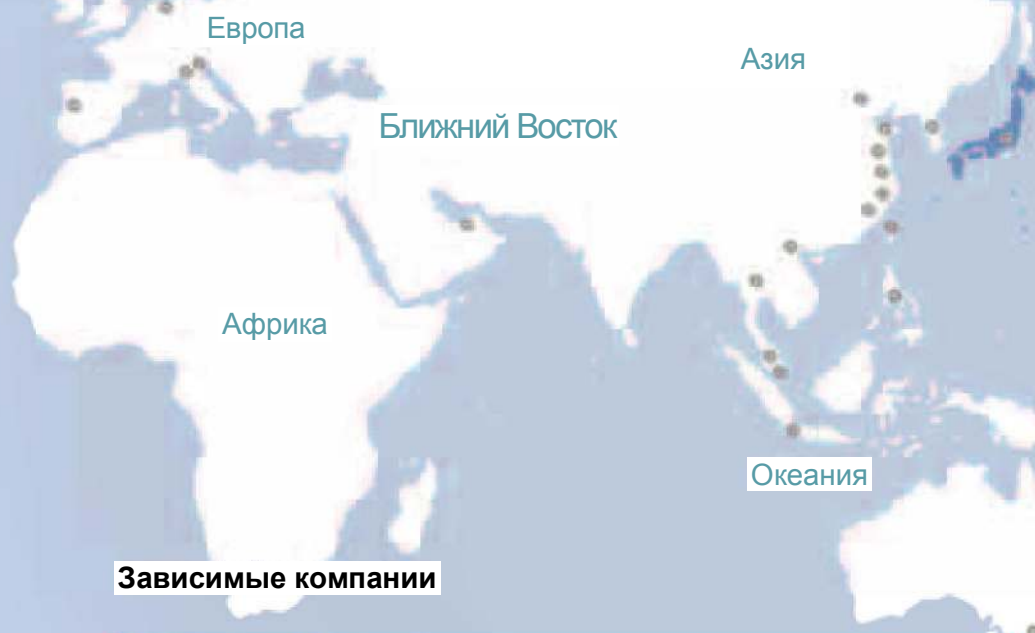 Европа
Азия
Ближний Восток
Африка
Океания
Зависимые компании